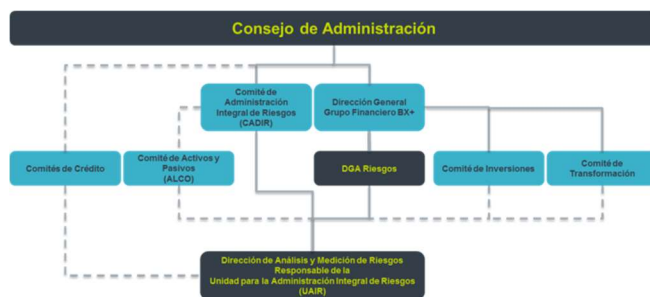 Consejo de Administración
Comité de
Administración
Integral de Riesgos
(CADIR)
Dirección General
Grupo Financiero BX+
Comités de Crédito
Comité de Activos y
Pasivos
(ALCO)
DGA Riesgos
Comité de Inversiones
Comité de
Transformación
Dirección de Análisis y Medición de Riesgos
Responsable de la
Unidad para la Administración Integral de Riesgos
(UAIR)